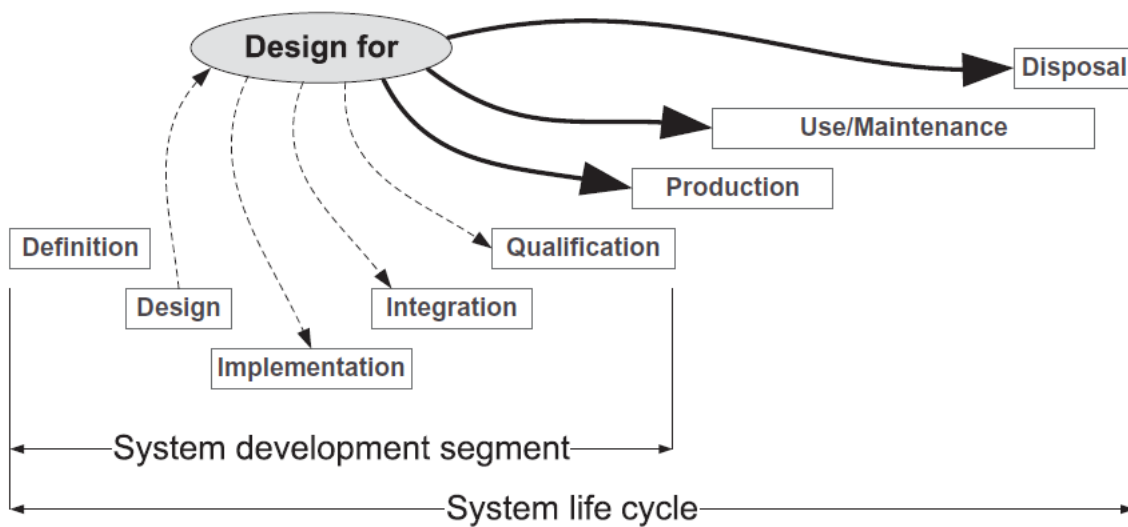 Design for
Disposal
Use/Maintenance
Production
Definition
Qualification
Design
Integration
Implementation
System development segment
System life cycle